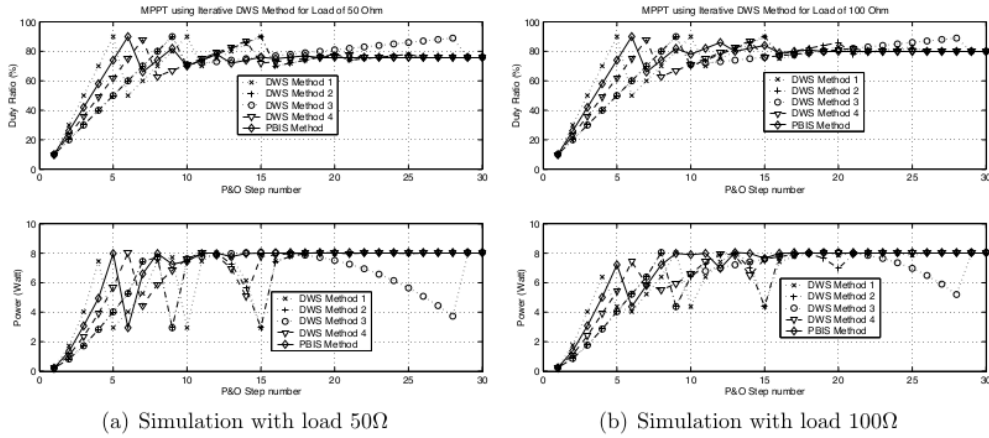 MPPT using Iterative DWS Method for Load of 50 Ohm
100
80
60
40
20
0
Duty Ratio (%)
DWS Method 1
DWS Method 2
DWS Method 3
DWS Method 4
PBIS Method
0 5 10 15 20 25 30
P&O Step number
10
8
6
4
2
0
Power (Watt)
DWS Method 1
DWS Method 2
DWS Method 3
DWS Method 4
PBIS Method
0 5 10 15 20 25 30
P&O Step number
(a) Simulation with load 50Ω
MPPT using Iterative DWS Method for Load of 100 Ohm
100
80
60
40
20
0
Duty Ratio (%)
DWS Method 1
DWS Method 2
DWS Method 3
DWS Method 4
PBIS Method
0 5 10 15 20 25 30
P&O Step number
10
8
6
4
2
0
Power (Watt)
DWS Method 1
DWS Method 2
DWS Method 3
DWS Method 4
PBIS Method
0 5 10 15 20 25 30
P&O Step number
(b) Simulation with load 100Ω